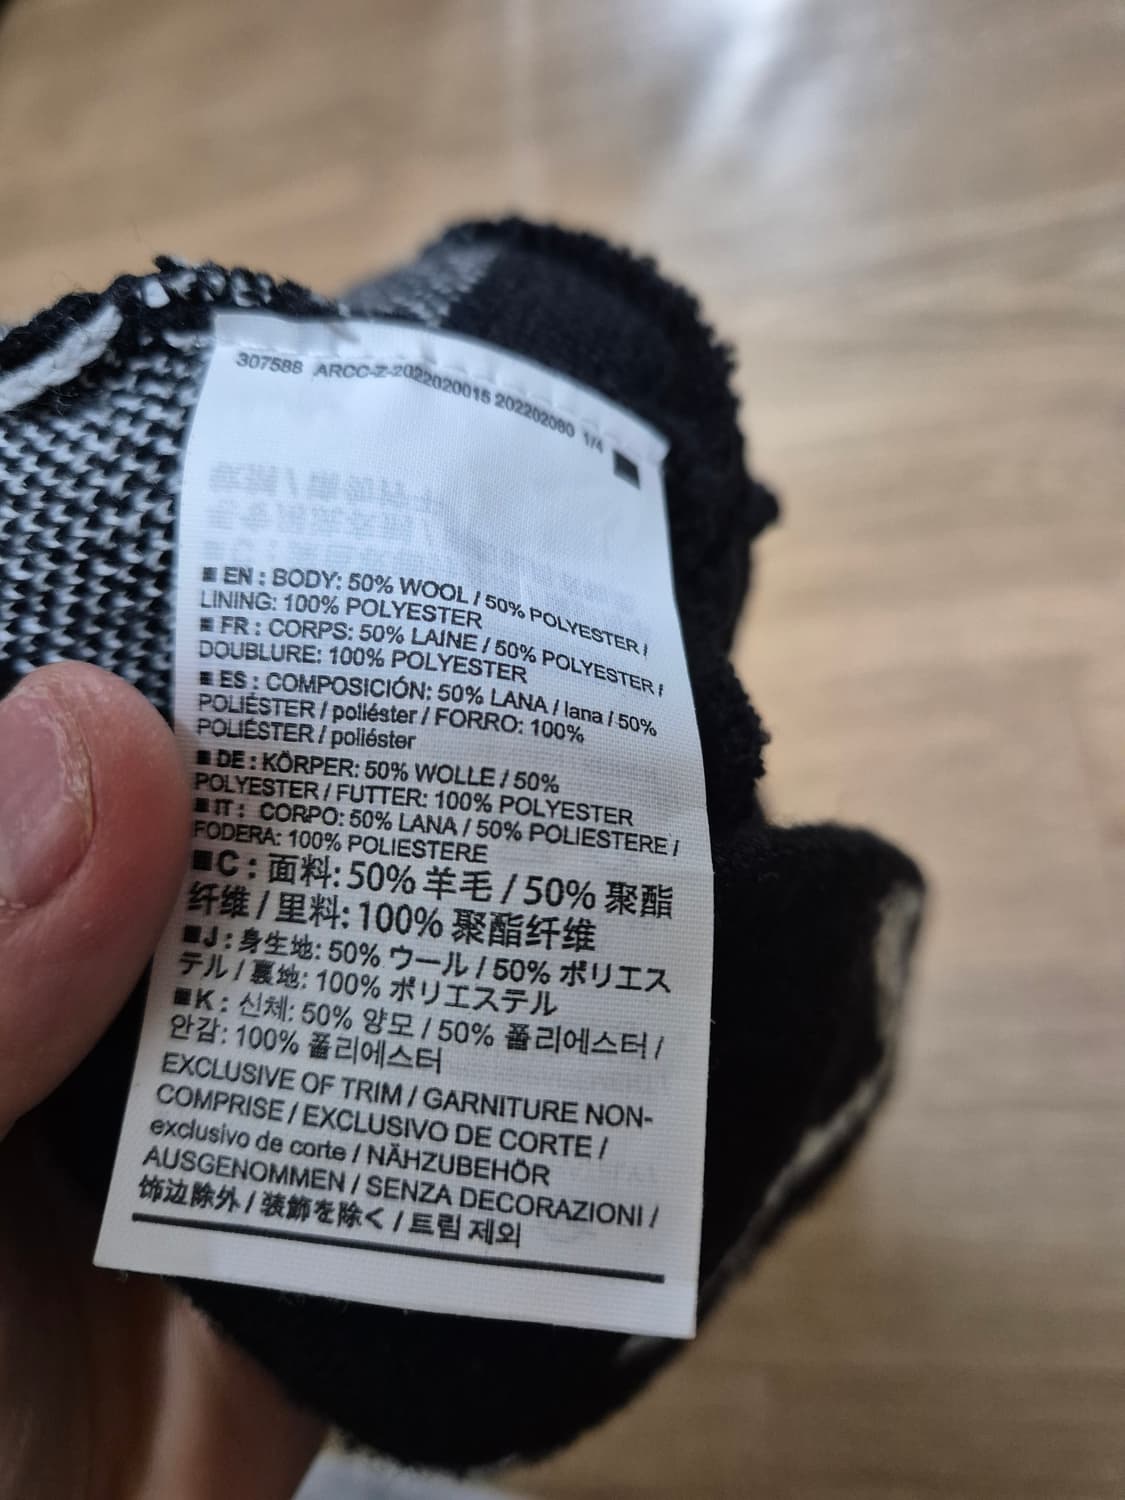 307588 ARCC-Z-2022020015 202202080 1/4
■ EN : BODY: 50% WOOL / 50% POLYESTER /
LINING: 100% POLYESTER
■ FR : CORPS: 50% LAINE / 50% POLYESTER /
DOUBLURE: 100% POLYESTER
■ ES : COMPOSICIÓN: 50% LANA / lana / 50%
POLIÉSTER / poliéster / FORRO: 100%
POLIÉSTER / poliéster
■ DE : KÖRPER: 50% WOLLE / 50%
POLYESTER / FUTTER: 100% POLYESTER
■ IT : CORPO: 50% LANA / 50% POLIESTERE /
FODERA: 100% POLIESTERE
■ C : 面料: 50% 羊毛 / 50% 聚酯
纤维 / 里料: 100% 聚酯纤维
■ J : 身生地: 50% ウール / 50% ポリエス
テル / 裏地: 100% ポリエステル
■ K : 신체: 50% 양모 / 50% 폴리에스터 /
안감: 100% 폴리에스터
EXCLUSIVE OF TRIM / GARNITURE NON-
COMPRISE / EXCLUSIVO DE CORTE /
exclusivo de corte / NÄHZUBEHÖR
AUSGENOMMEN / SENZA DECORAZIONI /
饰边除外 / 装飾を除く / 트림 제외